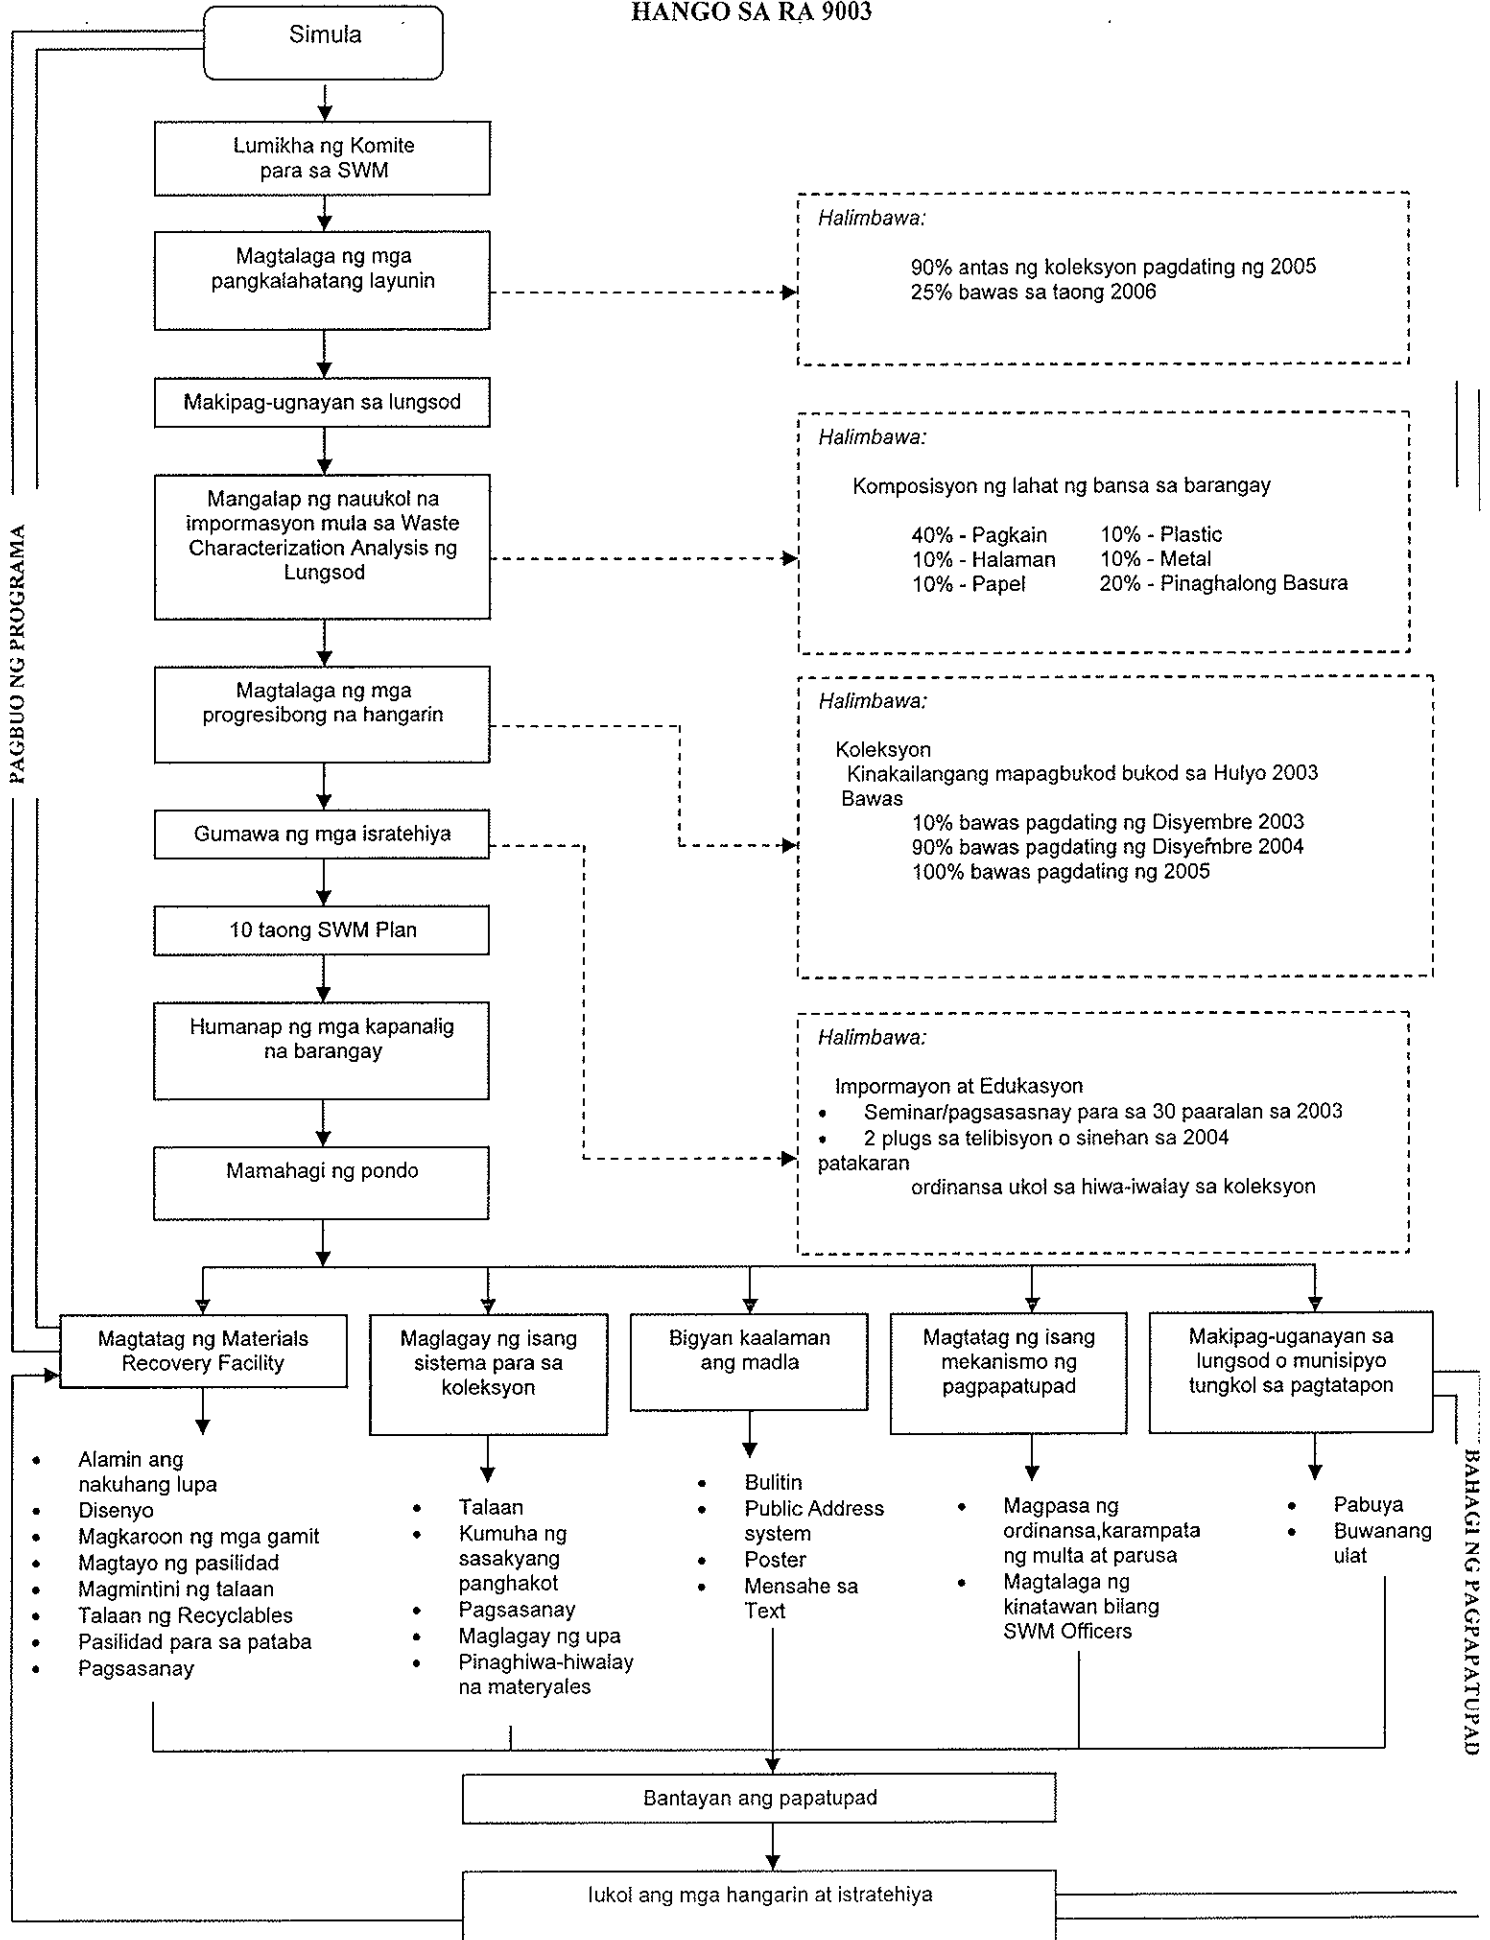 HANGO SA RA 9003
Simula
Lumikha ng Komite
para sa SWM
Magtalaga ng mga
pangkalahatang layunin
Halimbawa:
90% antas ng koleksyon pagdating ng 2005
25% bawas sa taong 2006
Makipag-ugnayan sa lungsod
Mangalap ng nauukol na
impormasyon mula sa Waste
Characterization Analysis ng
Lungsod
Halimbawa:
Komposisyon ng lahat ng bansa sa barangay
40% - Pagkain 10% - Plastic
10% - Halaman 10% - Metal
10% - Papel 20% - Pinaghalong Basura
PAGBUO NG PROGRAMA
Magtalaga ng mga
progresibong na hangarin
Halimbawa:
Koleksyon
Kinakailangang mapagbukod bukod sa Hulyo 2003
Bawas
10% bawas pagdating ng Disyembre 2003
90% bawas pagdating ng Disyembre 2004
100% bawas pagdating ng 2005
Gumawa ng mga isratehiya
10 taong SWM Plan
Humanap ng mga kapanalig
na barangay
Halimbawa:
Impormayon at Edukasyon
• Seminar/pagsasasnay para sa 30 paaralan sa 2003
• 2 plugs sa telibisyon o sinehan sa 2004
patakaran
ordinansa ukol sa hiwa-iwalay sa koleksyon
Mamahagi ng pondo
Magtatag ng Materials
Recovery Facility
• Alamin ang
nakuhang lupa
• Disenyo
• Magkaroon ng mga gamit
• Magtayo ng pasilidad
• Magmintini ng talaan
• Talaan ng Recyclables
• Pasilidad para sa pataba
• Pagsasanay
Maglagay ng isang
sistema para sa
koleksyon
• Talaan
• Kumuha ng
sasakyang
panghakot
• Pagsasanay
• Maglagay ng upa
• Pinaghiwa-hiwalay
na materyales
Bigyan kaalaman
ang madla
• Bulitin
• Public Address
system
• Poster
• Mensahe sa
Text
Magtatag ng isang
mekanismo ng
pagpapatupad
• Magpasa ng
ordinansa,karampata
ng multa at parusa
• Magtalaga ng
kinatawan bilang
SWM Officers
Makipag-uganayan sa
lungsod o munisipyo
tungkol sa pagtatapon
• Pabuya
• Buwanang
ulat
BAHAGI NG PAGPAPATUPAD
Bantayan ang papatupad
Iukol ang mga hangarin at istratehiya